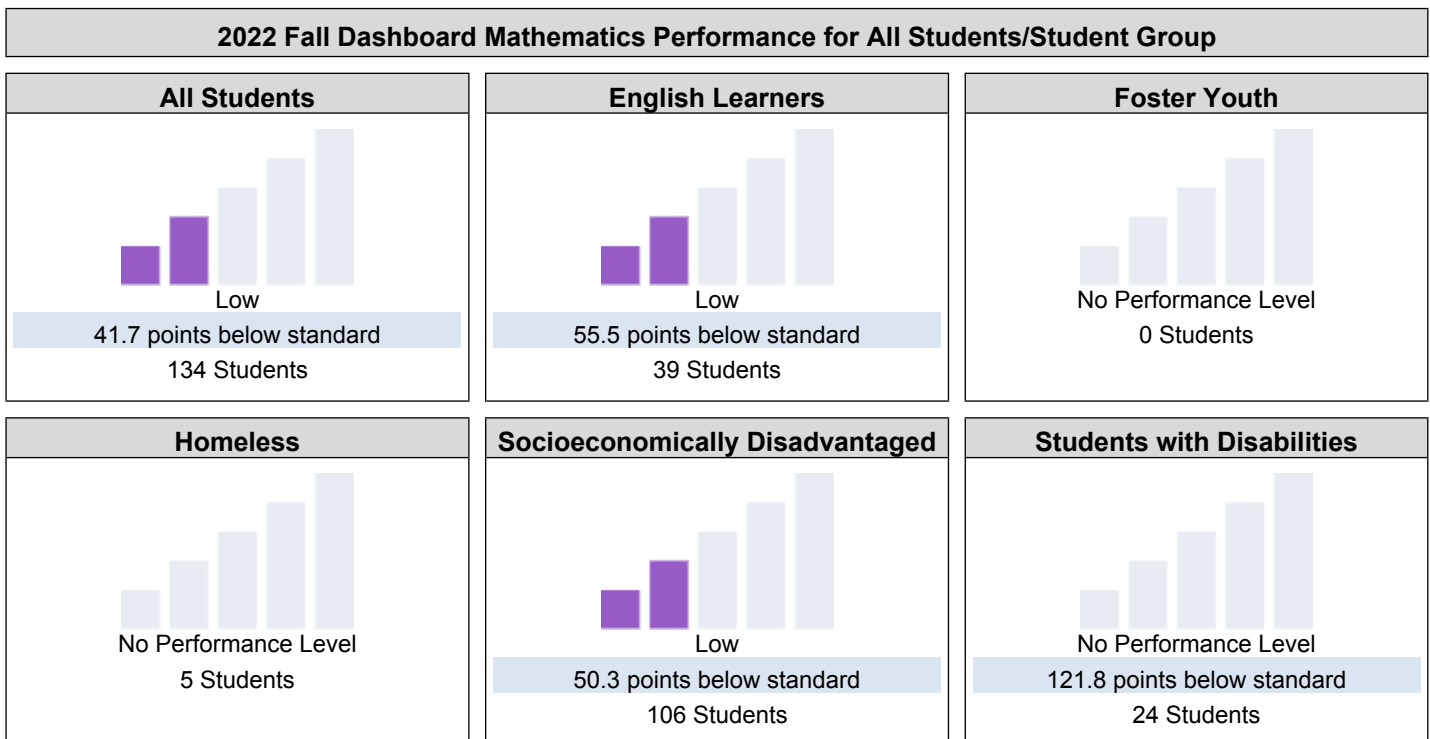 2022 Fall Dashboard Mathematics Performance for All Students/Student Group
All Students
Low
41.7 points below standard
134 Students
English Learners
Low
55.5 points below standard
39 Students
Foster Youth
No Performance Level
0 Students
Homeless
No Performance Level
5 Students
Socioeconomically Disadvantaged
Low
50.3 points below standard
106 Students
Students with Disabilities
No Performance Level
121.8 points below standard
24 Students